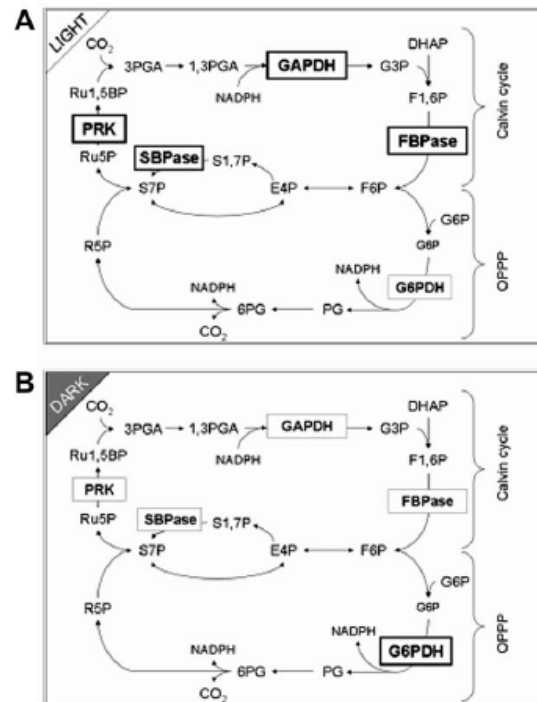 A
LIGHT
CO2
3PGA
1,3PGA
GAPDH
G3P
DHAP
NADPH
Ru1,5BP
F1,6P
PRK
FBPase
Ru5P
SBPase
S1,7P
S7P
E4P
F6P
Calvin cycle
G6P
G6P
R5P
NADPH
G6PDH
NADPH
6PG
PG
CO2
OPPP
B
DARK
CO2
3PGA
1,3PGA
GAPDH
G3P
DHAP
NADPH
Ru1,5BP
F1,6P
PRK
FBPase
Ru5P
SBPase
S1,7P
S7P
E4P
F6P
Calvin cycle
G6P
G6P
R5P
NADPH
G6PDH
NADPH
6PG
PG
CO2
OPPP